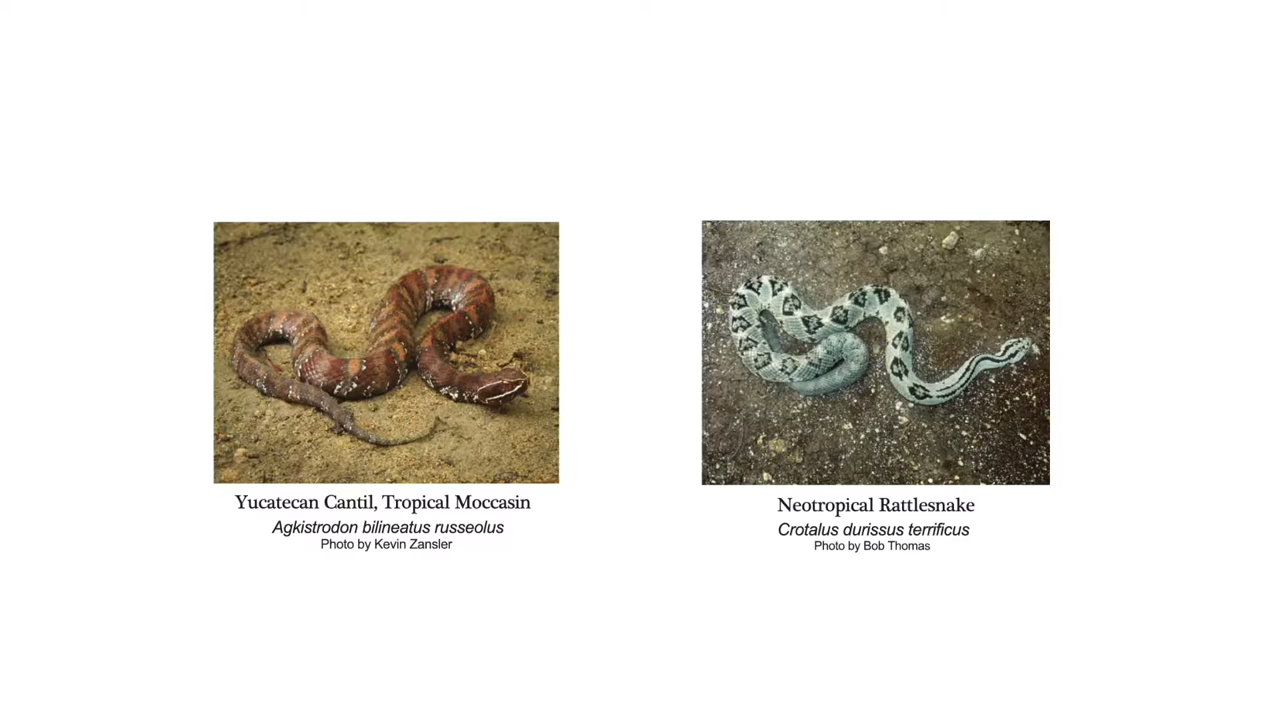 Yucatecan Cantil, Tropical Moccasin
Agkistrodon bilineatus russeolus
Photo by Kevin Zansler
Neotropical Rattlesnake
Crotalus durissus terrificus
Photo by Bob Thomas